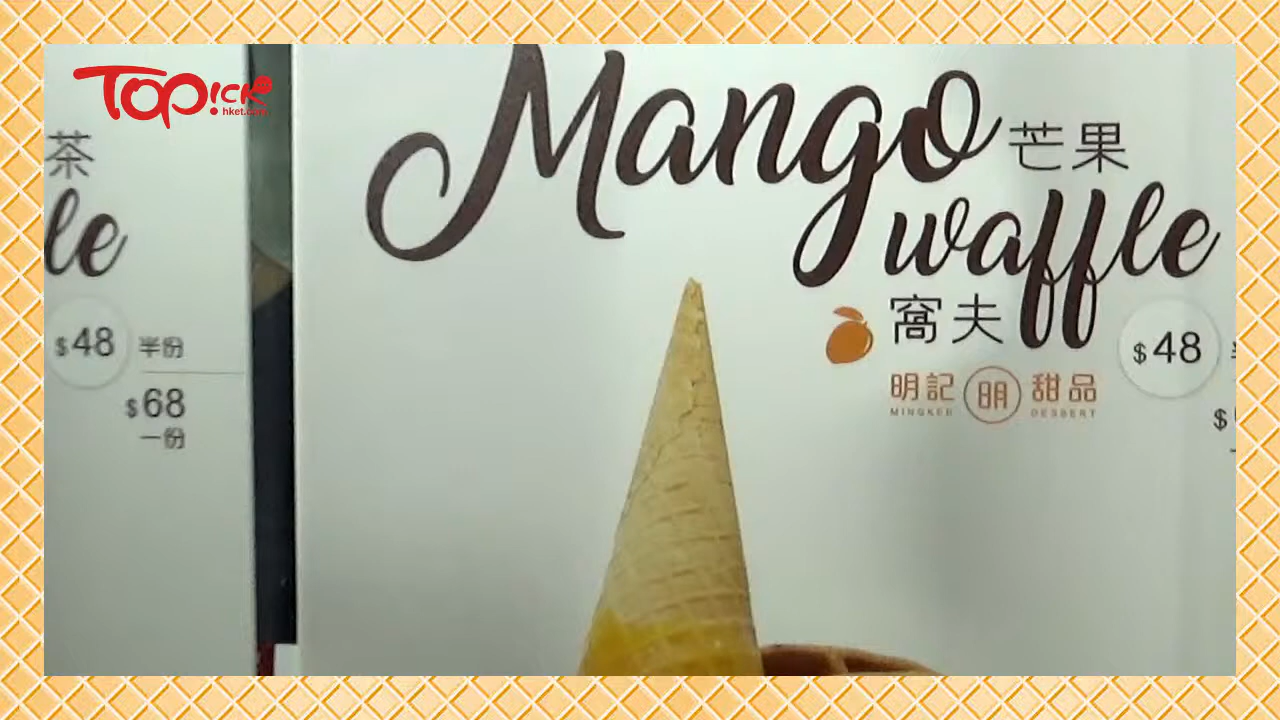 TOPick
hket.com
茶
le
$48 半份
$68
一份
Mango 芒果
waffle
窩夫
$48
明記 明 甜品
MINGKEE DESSERT
$